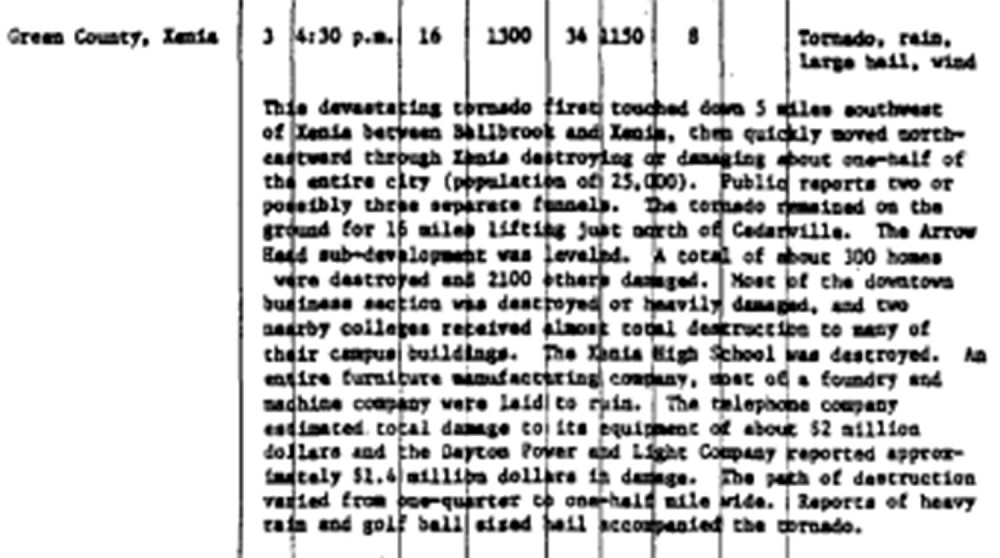 Green County, Xenia 3 4:30 p.m. 16 1300 34 1150 8 Tornado, rain,
large hail, wind
This devastating tornado first touched down 5 miles southwest
of Xenia between Bellbrook and Xenia, then quickly moved north-
eastward through Xenia destroying or damaging about one-half of
the entire city (population of 25,000). Public reports two or
possibly three separate funnels. The tornado remained on the
ground for 16 miles lifting just north of Cedarville. The Arrow
Head sub-development was leveled. A total of about 300 homes
were destroyed and 2100 others damaged. Most of the downtown
business section was destroyed or heavily damaged, and two
nearby colleges received almost total destruction to many of
their campus buildings. The Xenia High School was destroyed. An
entire furniture manufacturing company, most of a foundry and
machine company were laid to ruin. The telephone company
estimated total damage to its equipment of about $2 million
dollars and the Dayton Power and Light Company reported approx-
imately $1.4 million dollars in damage. The path of destruction
varied from one-quarter to one-half mile wide. Reports of heavy
rain and golf ball sized hail accompanied the tornado.